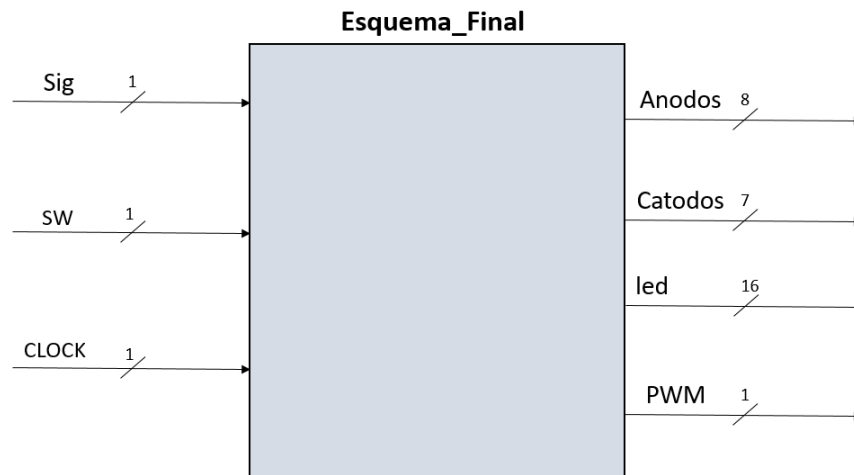 Esquema_Final
Sig 1
SW 1
CLOCK 1
Anodos 8
Catodos 7
led 16
PWM 1